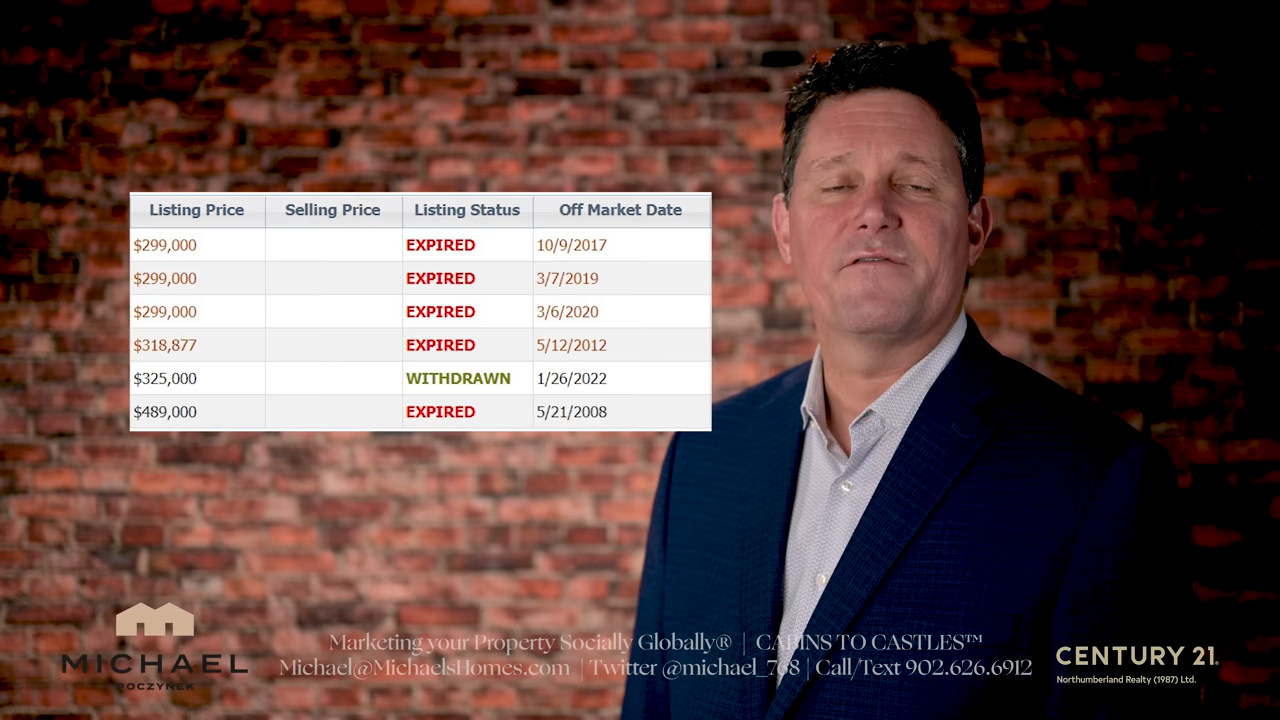 Listing Price Selling Price Listing Status Off Market Date
$299,000 EXPIRED 10/9/2017
$299,000 EXPIRED 3/7/2019
$299,000 EXPIRED 3/6/2020
$318,877 EXPIRED 5/12/2012
$325,000 WITHDRAWN 1/26/2022
$489,000 EXPIRED 5/21/2008
Marketing your Property Socially Globally® | CABINS TO CASTLES™
Michael@MichaelsHomes.com | Twitter @michael_768 | Call/Text 902.626.6912
MICHAEL
POCZYNEK
CENTURY 21.
Northumberland Realty (1987) Ltd.